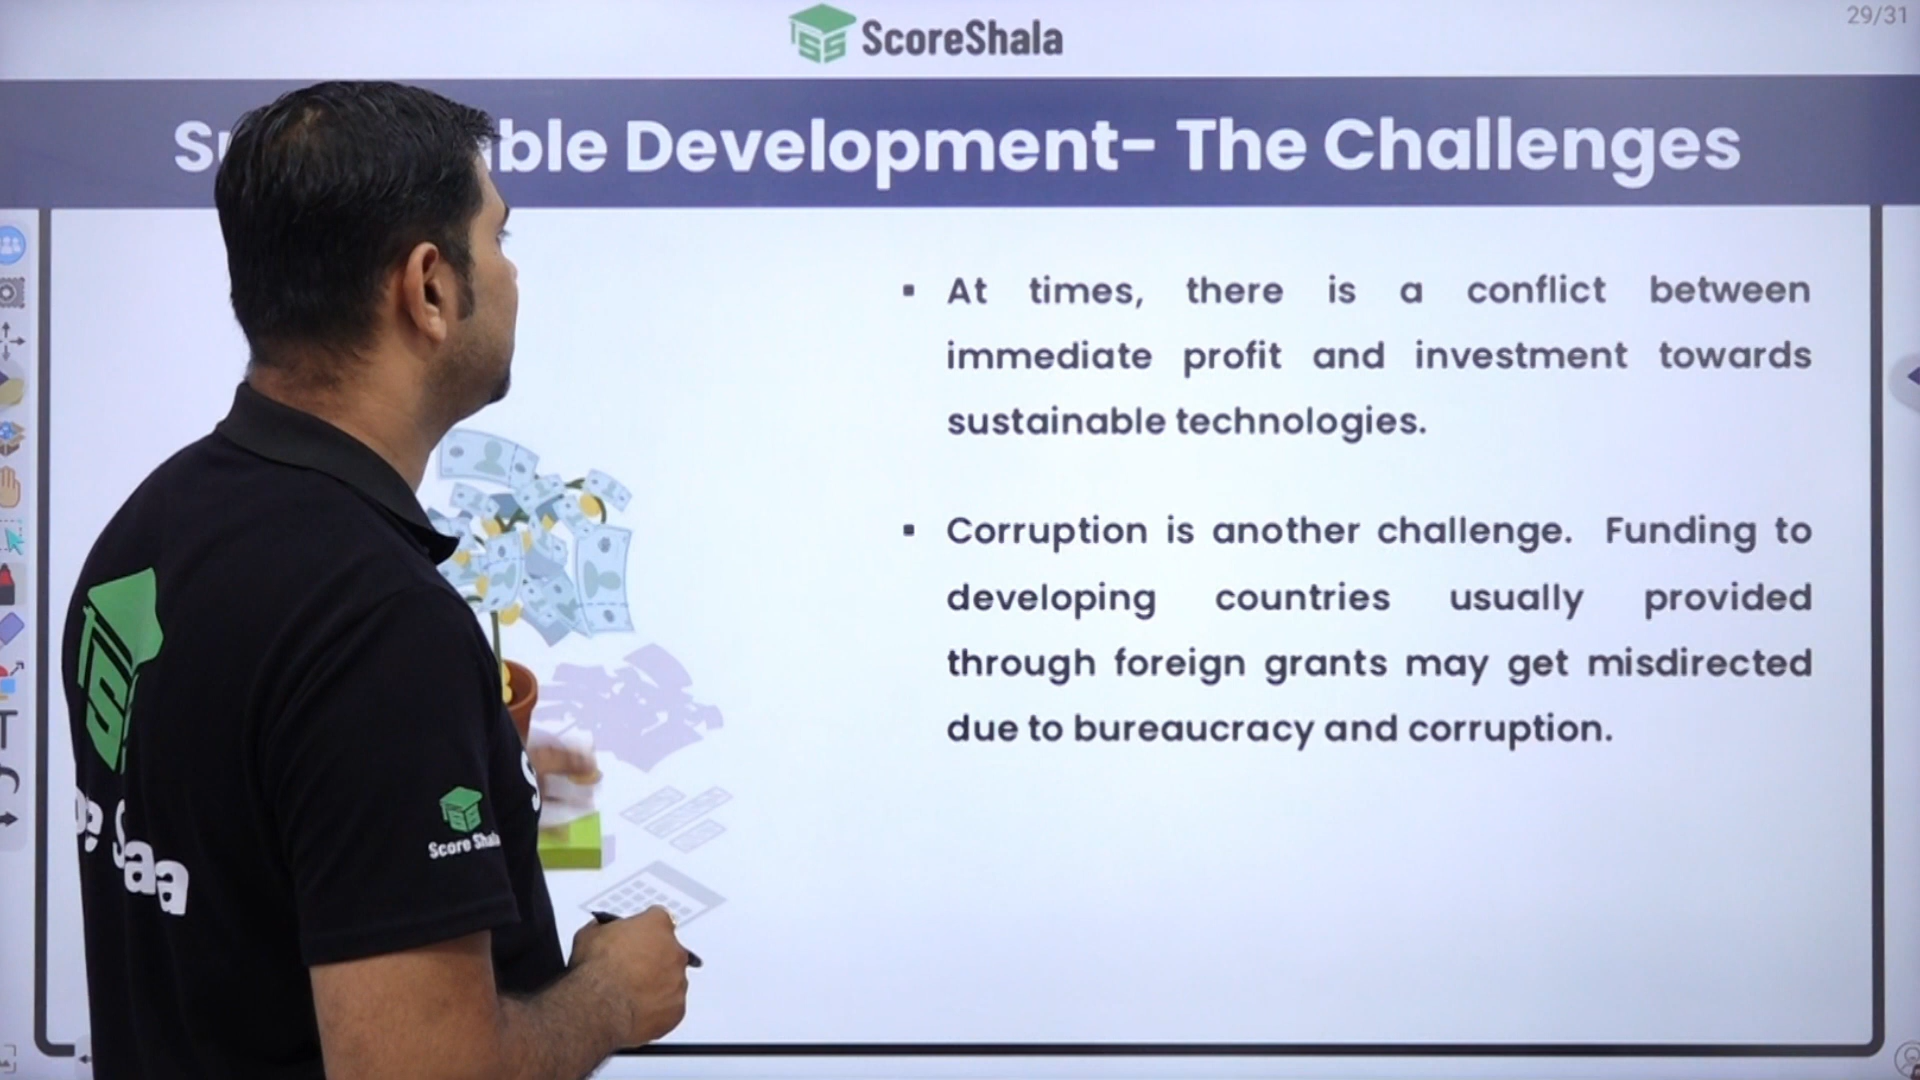 ScoreShala
29/31
Development- The Challenges
▪ At times, there is a conflict between
immediate profit and investment towards
sustainable technologies.
▪ Corruption is another challenge. Funding to
developing countries usually provided
through foreign grants may get misdirected
due to bureaucracy and corruption.
Score Shala